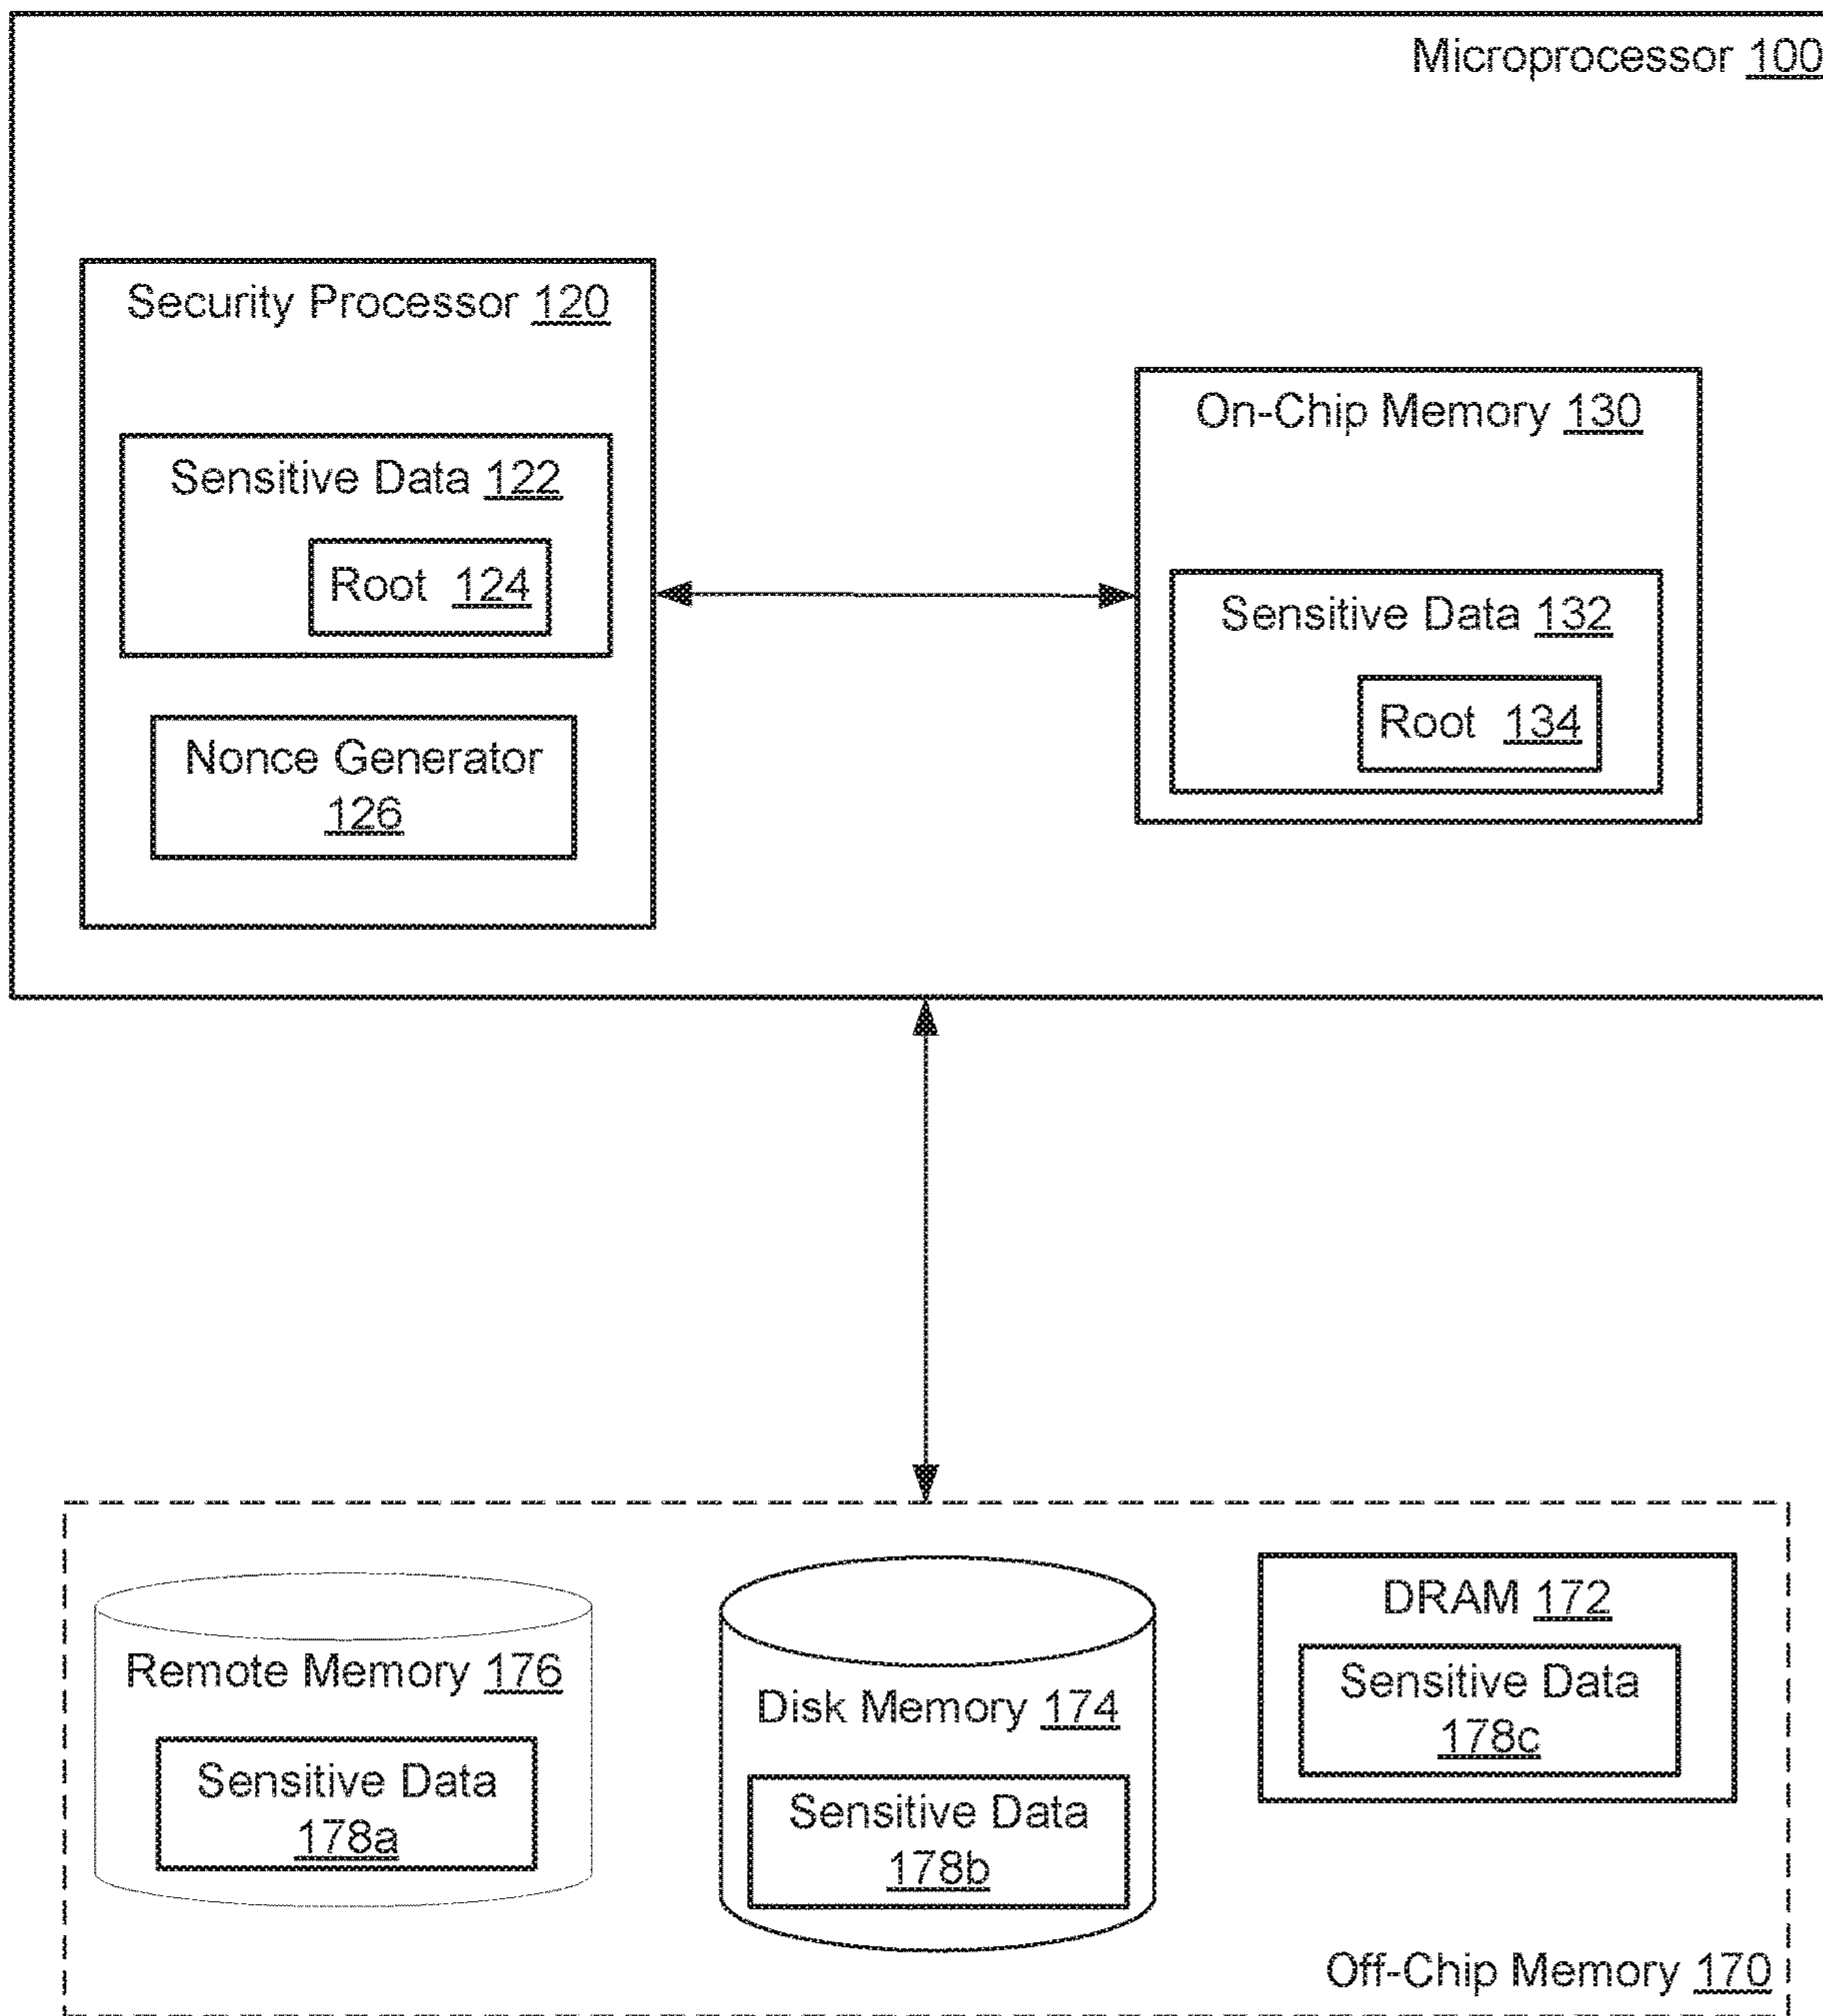 Microprocessor 100
Security Processor 120
Sensitive Data 122
Root 124
Nonce Generator
126
On-Chip Memory 130
Sensitive Data 132
Root 134
Remote Memory 176
Sensitive Data
178a
Disk Memory 174
Sensitive Data
178b
DRAM 172
Sensitive Data
178c
Off-Chip Memory 170